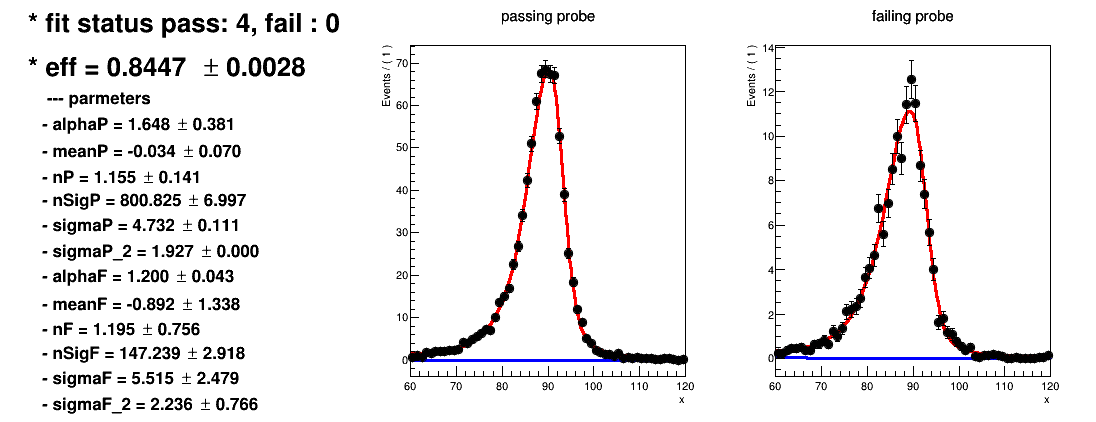 * fit status pass: 4, fail : 0
* eff = 0.8447 ± 0.0028
--- parmeters
- alphaP = 1.648 ± 0.381
- meanP = -0.034 ± 0.070
- nP = 1.155 ± 0.141
- nSigP = 800.825 ± 6.997
- sigmaP = 4.732 ± 0.111
- sigmaP_2 = 1.927 ± 0.000
- alphaF = 1.200 ± 0.043
- meanF = -0.892 ± 1.338
- nF = 1.195 ± 0.756
- nSigF = 147.239 ± 2.918
- sigmaF = 5.515 ± 2.479
- sigmaF_2 = 2.236 ± 0.766
passing probe
Events / ( 1 )
70
60
50
40
30
20
10
0
60 70 80 90 100 110 120
x
failing probe
Events / ( 1 )
14
12
10
8
6
4
2
0
60 70 80 90 100 110 120
x